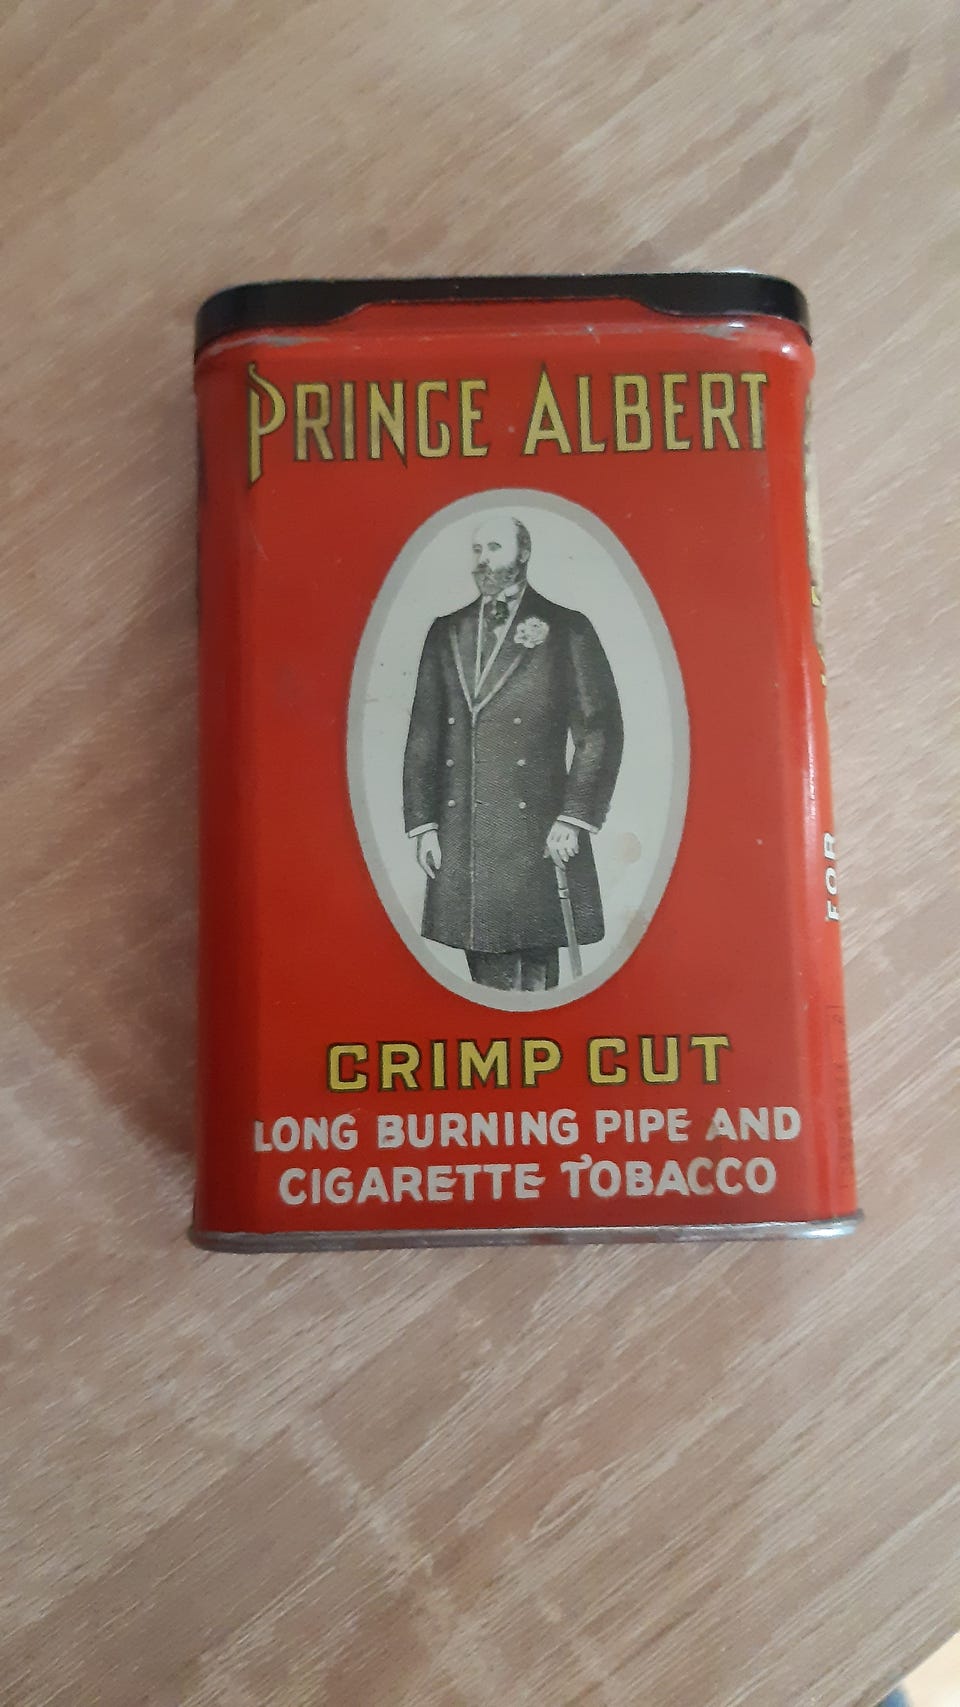 PRINCE ALBERT
CRIMP CUT
LONG BURNING PIPE AND
CIGARETTE TOBACCO
FOR